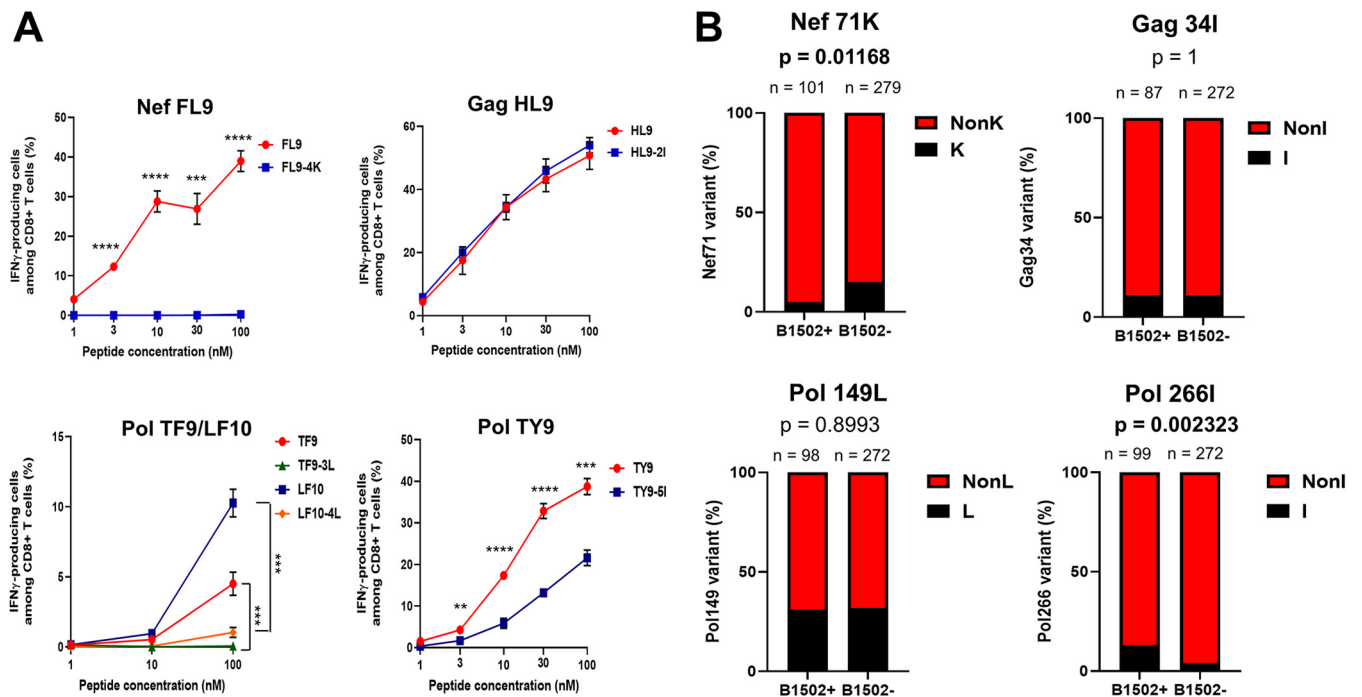 A
Nef FL9
IFNγ-producing cells
among CD8+ T cells (%)
50
40
30
20
10
0
1 3 10 30 100
Peptide concentration (nM)
****
****
***
****
FL9
FL9-4K
Gag HL9
IFNγ-producing cells
among CD8+ T cells (%)
60
40
20
0
1 3 10 30 100
Peptide concentration (nM)
HL9
HL9-2I
Pol TF9/LF10
IFNγ-producing cells
among CD8+ T cells (%)
15
10
5
0
1 10 100
Peptide concentration (nM)
***
***
TF9
TF9-3L
LF10
LF10-4L
Pol TY9
IFNγ-producing cells
among CD8+ T cells (%)
50
40
30
20
10
0
1 3 10 30 100
Peptide concentration (nM)
**
****
****
***
TY9
TY9-5I
B
Nef 71K
p = 0.01168
n = 101 n = 279
Nef71 variant (%)
100
50
0
B1502+ B1502-
NonK
K
Gag 34I
p = 1
n = 87 n = 272
Gag34 variant (%)
100
50
0
B1502+ B1502-
NonI
I
Pol 149L
p = 0.8993
n = 98 n = 272
Pol149 variant (%)
100
50
0
B1502+ B1502-
NonL
L
Pol 266I
p = 0.002323
n = 99 n = 272
Pol266 variant (%)
100
50
0
B1502+ B1502-
NonI
I